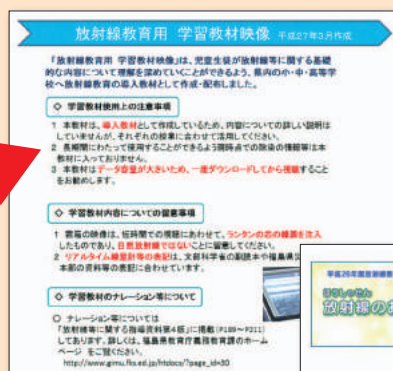 放射線教育用 学習教材映像 平成27年3月作成
「放射線教育用 学習教材映像」は、児童生徒が放射線等に関する基礎
的な内容について理解を深めていくことができるよう、県内の小・中・高等学
校へ放射線教育の導入教材として作成・配布しました。
◇ 学習教材使用上の注意事項
1 本教材は、導入教材として作成しているため、内容についての詳しい説明は
していませんが、それぞれの授業に合わせて活用してください。
2 長期間にわたって使用することができるよう現時点での除染の情報等は本
教材に入っておりません。
3 本教材はデータ容量が大きいため、一度ダウンロードしてから視聴すること
をお勧めします。
◇ 学習教材内容についての留意事項
1 霧箱の映像は、短時間での視聴にあわせて、ランタンの芯の線源を注入
したものであり、自然放射線ではないことに留意してください。
2 リアルタイム線量計等の表記は、文部科学省の副読本や福島県災
本部の資料等の表記に合わせています。
◇ 学習教材のナレーション等について
○ ナレーション等については
「放射線等に関する指導資料第4版」に掲載(P189~P211)
してあります。詳しくは、福島県教育庁義務教育課のホーム
ページ をご覧ください。
http://www.gimu.fks.ed.jp/htdocs/?page_id=30
平成26年度放射線教
ほうしゃせん
放射線のお